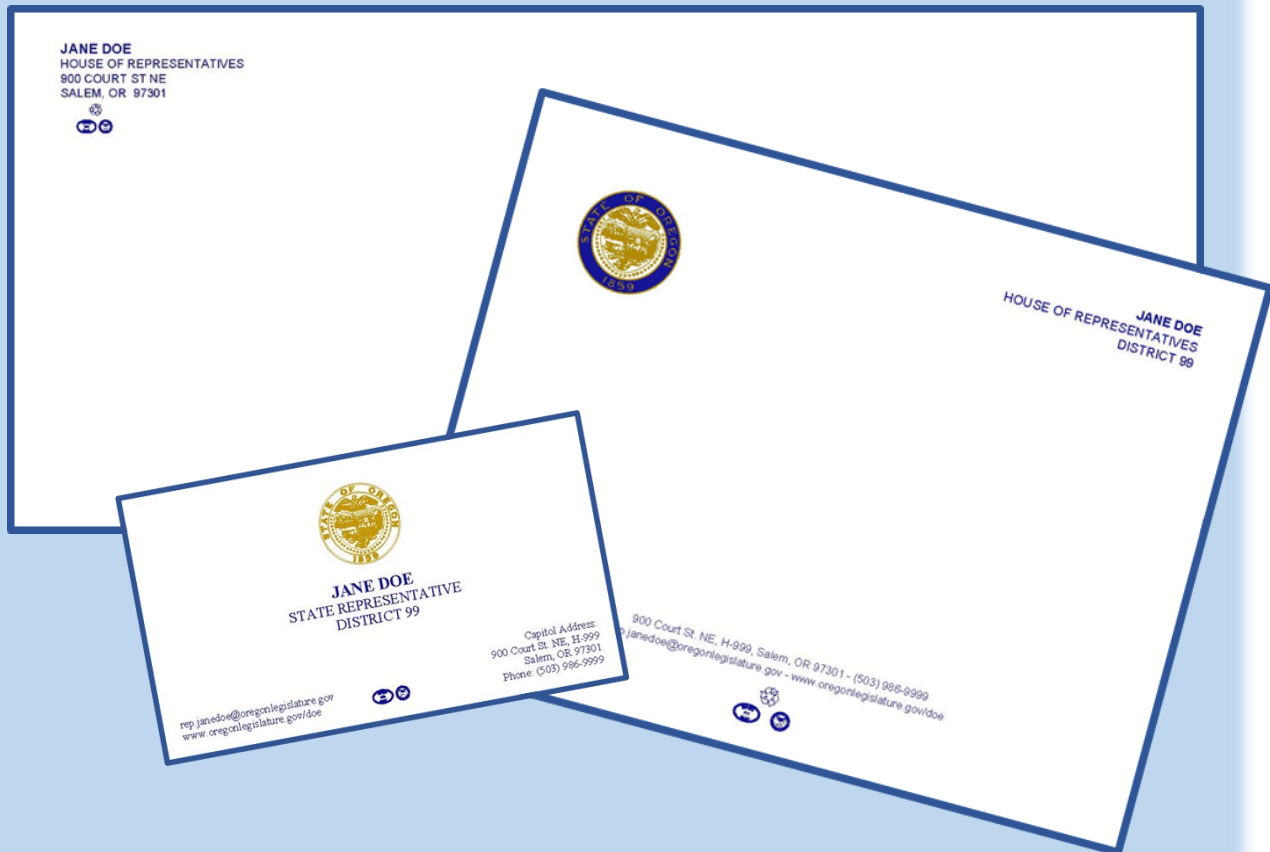 JANE DOE
HOUSE OF REPRESENTATIVES
900 COURT ST NE
SALEM, OR 97301
STATE OF OREGON
1859
JANE DOE
HOUSE OF REPRESENTATIVES
DISTRICT 99
900 Court St. NE, H-999, Salem, OR 97301 - (503) 986-9999
janedoe@oregonlegislature.gov - www.oregonlegislature.gov/doe
STATE OF OREGON
1859
JANE DOE
STATE REPRESENTATIVE
DISTRICT 99
Capitol Address:
900 Court St. NE, H-999
Salem, OR 97301
Phone: (503) 986-9999
rep.janedoe@oregonlegislature.gov
www.oregonlegislature.gov/doe